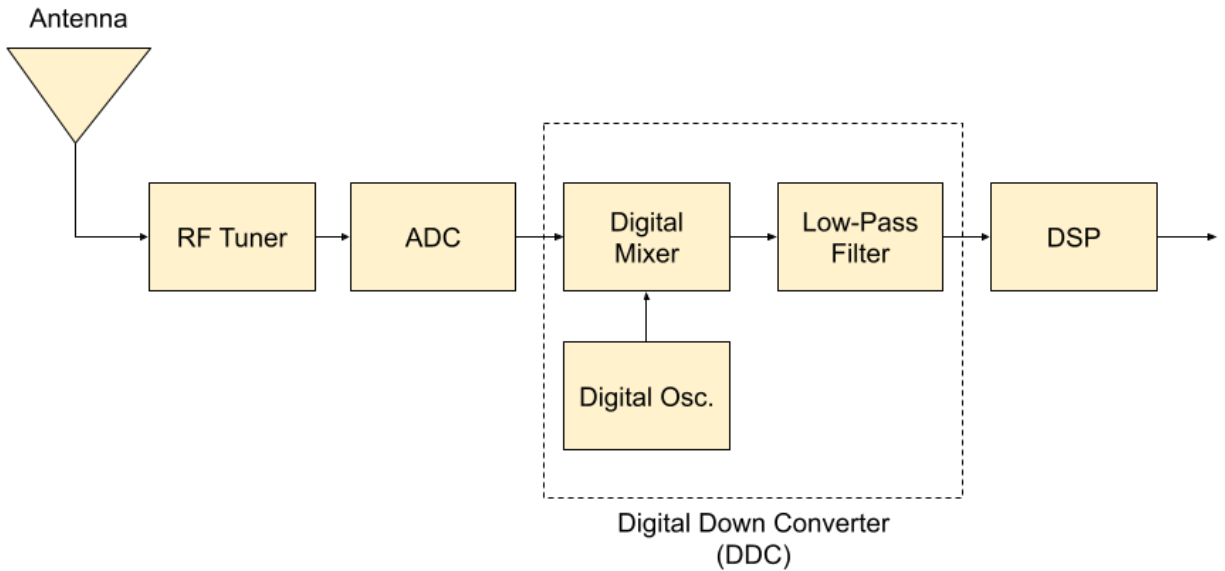 Antenna
RF Tuner
ADC
Digital
Mixer
Low-Pass
Filter
DSP
Digital Osc.
Digital Down Converter
(DDC)